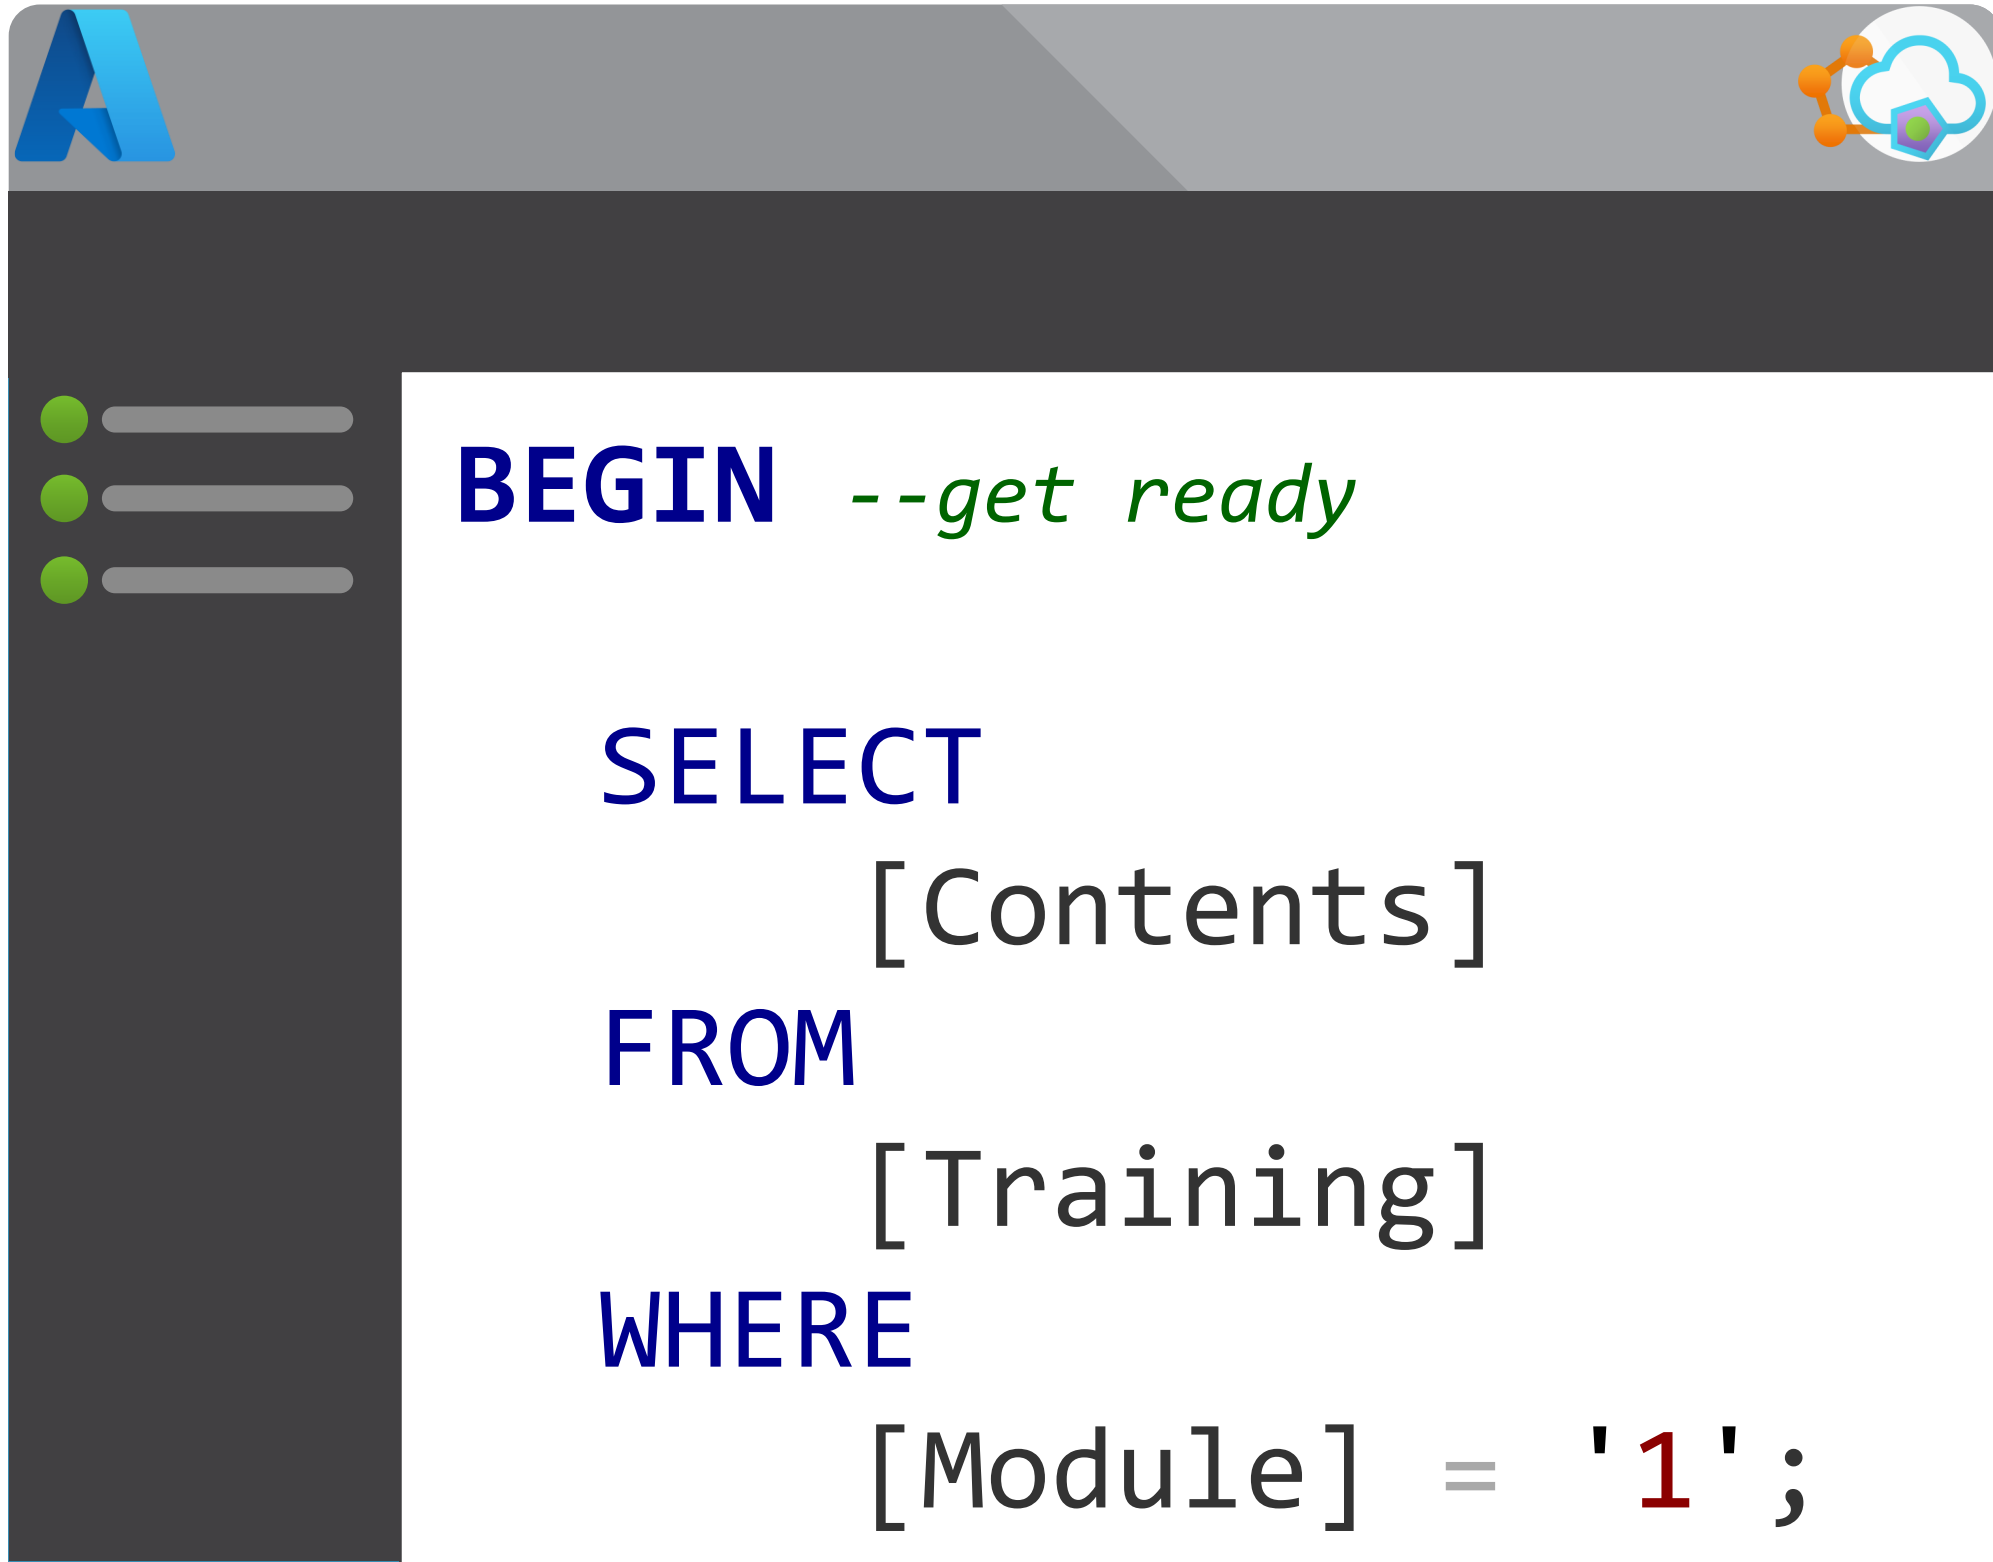 BEGIN --get ready
SELECT
[Contents]
FROM
[Training]
WHERE
[Module] = '1';